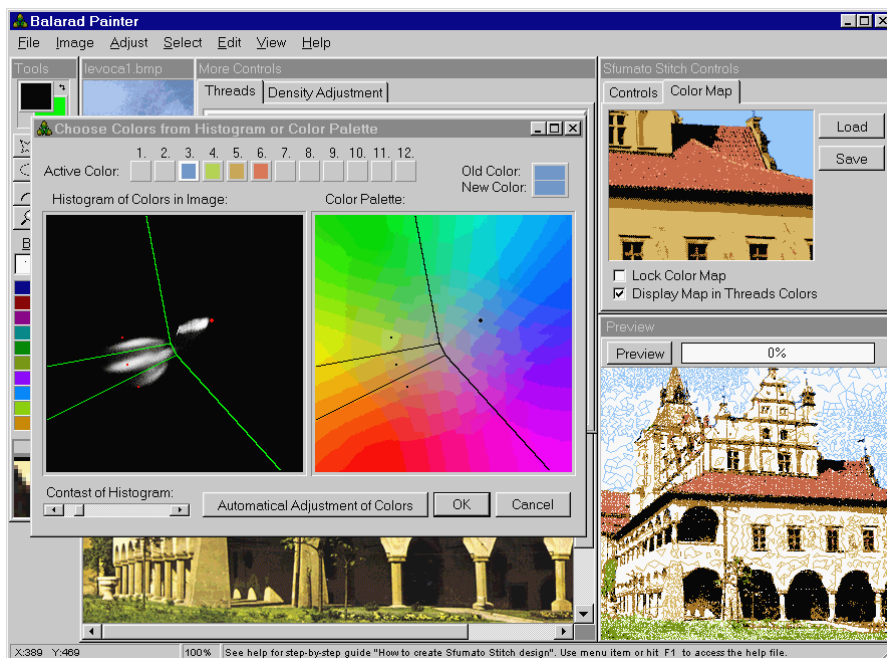 Balarad Painter
File Image Adjust Select Edit View Help
Tools
levoca1.bmp
More Controls
Threads
Density Adjustment
Sfumato Stitch Controls
Controls
Color Map
Load
Save
Lock Color Map
Display Map in Threads Colors
Preview
Preview
0%
Choose Colors from Histogram or Color Palette
1. 2. 3. 4. 5. 6. 7. 8. 9. 10. 11. 12.
Active Color:
Old Color:
New Color:
Histogram of Colors in Image:
Color Palette:
Contast of Histogram:
Automatical Adjustment of Colors
OK
Cancel
X:389 Y:469
100%
See help for step-by-step guide "How to create Sfumato Stitch design". Use menu item or hit F1 to access the help file.